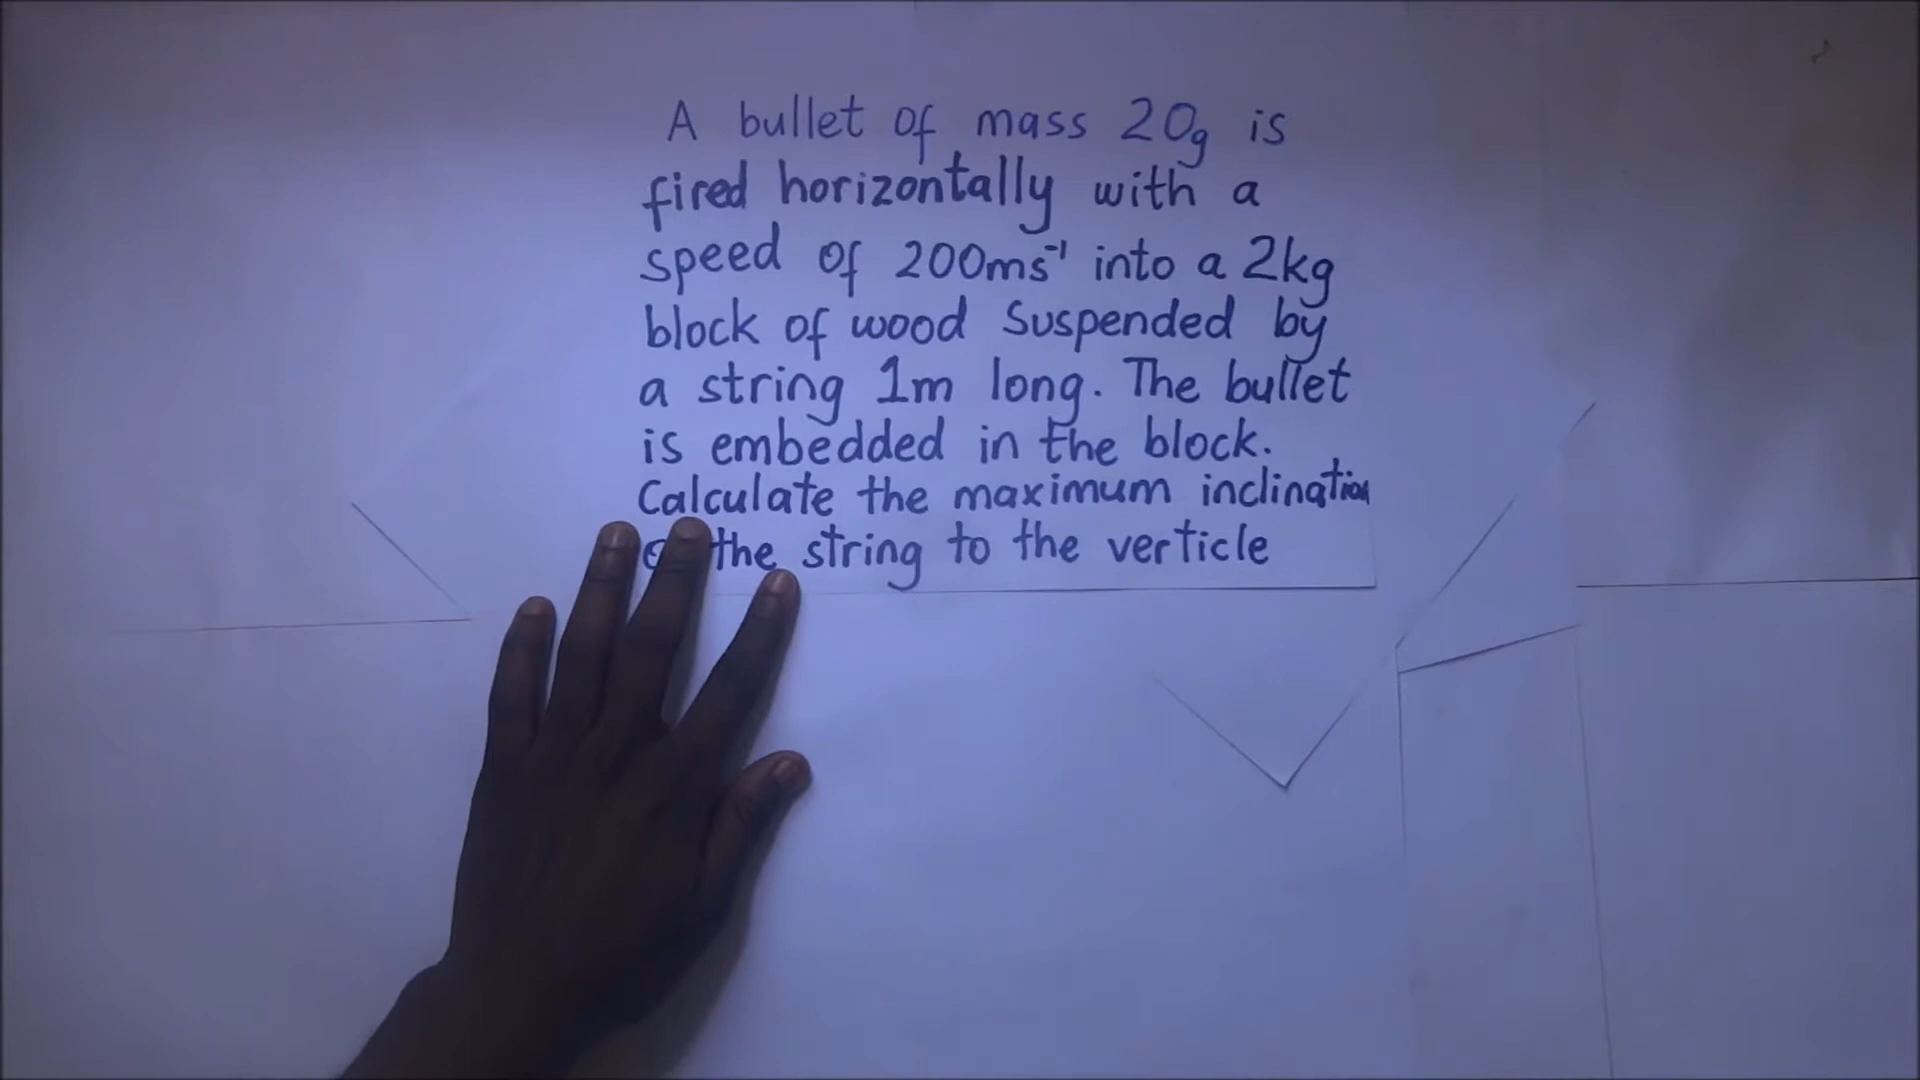 A bullet of mass 20g is
fired horizontally with a
speed of 200ms⁻¹ into a 2kg
block of wood Suspended by
a string 1m long. The bullet
is embedded in the block.
Calculate the maximum inclination
the string to the verticle